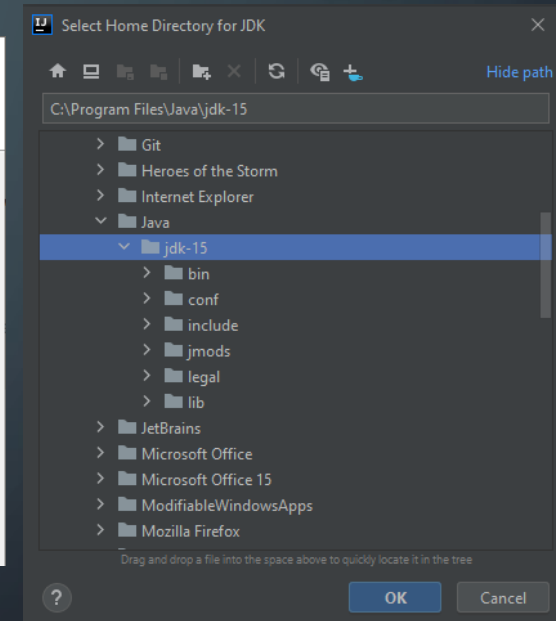 IJ Select Home Directory for JDK
Hide path
C:\Program Files\Java\jdk-15
Git
Heroes of the Storm
Internet Explorer
Java
jdk-15
bin
conf
include
jmods
legal
lib
JetBrains
Microsoft Office
Microsoft Office 15
ModifiableWindowsApps
Mozilla Firefox
Drag and drop a file into the space above to quickly locate it in the tree
? OK Cancel